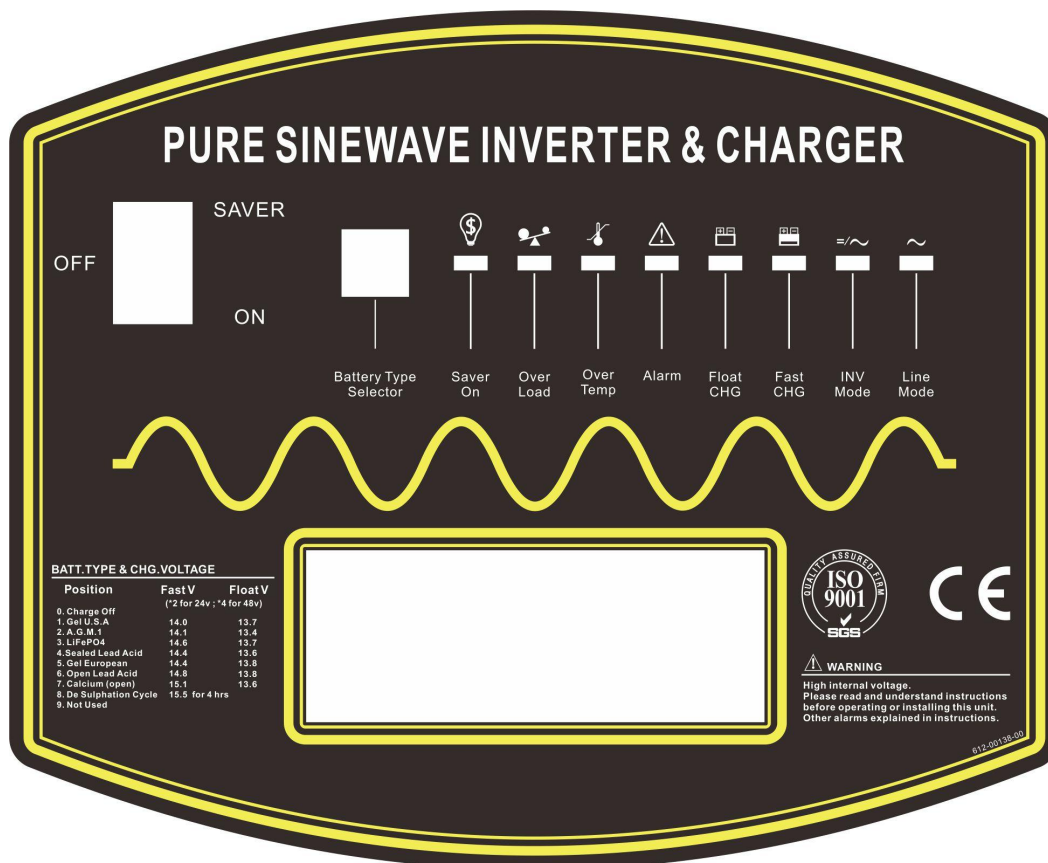 PURE SINEWAVE INVERTER & CHARGER
SAVER
OFF
ON
$
Battery Type
Selector
Saver
On
Over
Load
Over
Temp
Alarm
Float
CHG
Fast
CHG
INV
Mode
Line
Mode
BATT.TYPE & CHG.VOLTAGE
Position Fast V Float V
(*2 for 24v ; *4 for 48v)
0. Charge Off
1. Gel U.S.A 14.0 13.7
2. A.G.M.1 14.1 13.4
3. LiFePO4 14.6 13.7
4.Sealed Lead Acid 14.4 13.6
5. Gel European 14.4 13.8
6. Open Lead Acid 14.8 13.8
7. Calcium (open) 15.1 13.6
8. De Sulphation Cycle 15.5 for 4 hrs
9. Not Used
QUALITY ASSURED FIRM
ISO
9001
SGS
CE
WARNING
High internal voltage.
Please read and understand instructions
before operating or installing this unit.
Other alarms explained in instructions.
612-00138-00